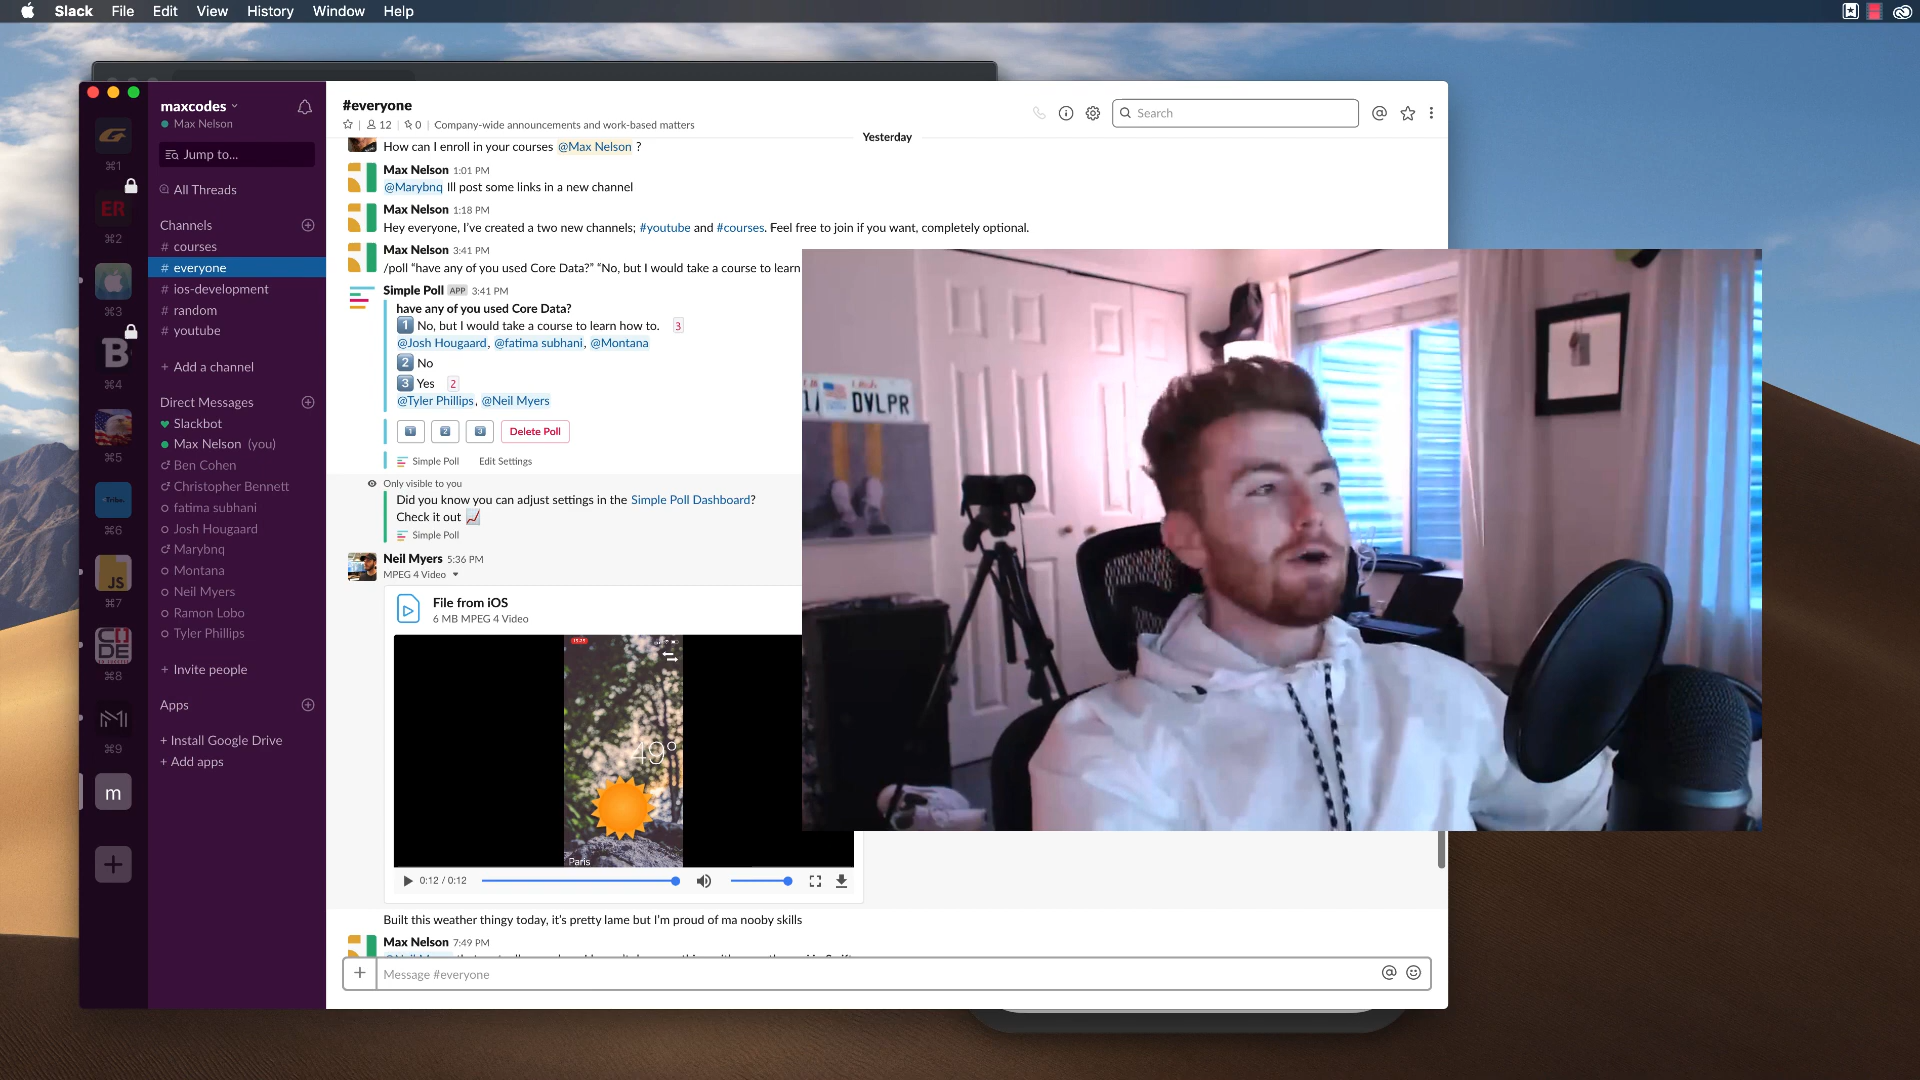 Slack File Edit View History Window Help
maxcodes
Max Nelson
Jump to...
All Threads
Channels
# courses
# everyone
# ios-development
# random
# youtube
+ Add a channel
Direct Messages
Slackbot
Max Nelson (you)
Ben Cohen
Christopher Bennett
fatima subhani
Josh Hougaard
Marybnq
Montana
Neil Myers
Ramon Lobo
Tyler Phillips
+ Invite people
Apps
+ Install Google Drive
+ Add apps
G
⌘1
ER
⌘2
⌘3
B
⌘4
⌘5
⌘6
JS
⌘7
⌘8
M
⌘9
m
+
#everyone
12 | 0 | Company-wide announcements and work-based matters
Search
Yesterday
How can I enroll in your courses @Max Nelson ?
Max Nelson 1:01 PM
@Marybnq Ill post some links in a new channel
Max Nelson 1:18 PM
Hey everyone, I've created a two new channels; #youtube and #courses. Feel free to join if you want, completely optional.
Max Nelson 3:41 PM
/poll “have any of you used Core Data?” “No, but I would take a course to learn
Simple Poll APP 3:41 PM
have any of you used Core Data?
1 No, but I would take a course to learn how to. 3
@Josh Hougaard, @fatima subhani, @Montana
2 No
3 Yes 2
@Tyler Phillips, @Neil Myers
1 2 3 Delete Poll
Simple Poll Edit Settings
Only visible to you
Did you know you can adjust settings in the Simple Poll Dashboard?
Check it out
Simple Poll
Neil Myers 5:36 PM
MPEG 4 Video
File from iOS
6 MB MPEG 4 Video
49°
Paris
0:12 / 0:12
Built this weather thingy today, it's pretty lame but I'm proud of ma nooby skills
Max Nelson 7:49 PM
Message #everyone
DVLPR